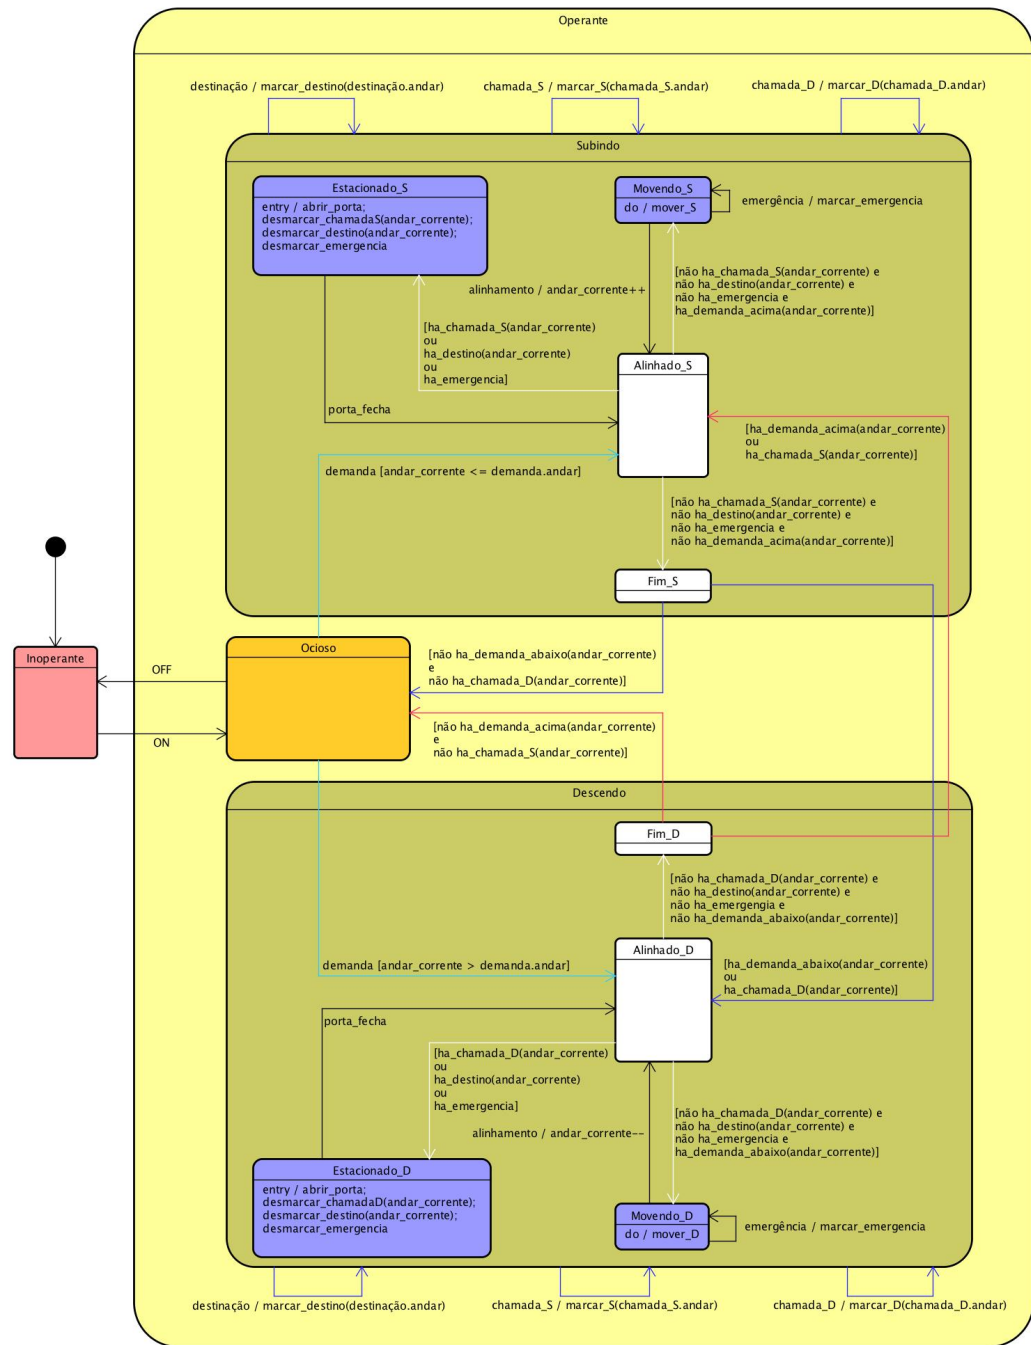 Operante
destinação / marcar_destino(destinação.andar)
chamada_S / marcar_S(chamada_S.andar)
chamada_D / marcar_D(chamada_D.andar)
Subindo
Estacionado_S
entry / abrir_porta;
desmarcar_chamadaS(andar_corrente);
desmarcar_destino(andar_corrente);
desmarcar_emergencia
Movendo_S
do / mover_S
emergência / marcar_emergencia
[não ha_chamada_S(andar_corrente) e
não ha_destino(andar_corrente) e
não ha_emergencia e
ha_demanda_acima(andar_corrente)]
alinhamento / andar_corrente++
[ha_chamada_S(andar_corrente)
ou
ha_destino(andar_corrente)
ou
ha_emergencia]
Alinhado_S
porta_fecha
[ha_demanda_acima(andar_corrente)
ou
ha_chamada_S(andar_corrente)]
demanda [andar_corrente <= demanda.andar]
[não ha_chamada_S(andar_corrente) e
não ha_destino(andar_corrente) e
não ha_emergencia e
não ha_demanda_acima(andar_corrente)]
Fim_S
Inoperante
OFF
ON
Ocioso
[não ha_demanda_abaixo(andar_corrente)
e
não ha_chamada_D(andar_corrente)]
[não ha_demanda_acima(andar_corrente)
e
não ha_chamada_S(andar_corrente)]
Descendo
Fim_D
[não ha_chamada_D(andar_corrente) e
não ha_destino(andar_corrente) e
não ha_emergengia e
não ha_demanda_abaixo(andar_corrente)]
Alinhado_D
demanda [andar_corrente > demanda.andar]
[ha_demanda_abaixo(andar_corrente)
ou
ha_chamada_D(andar_corrente)]
porta_fecha
[ha_chamada_D(andar_corrente)
ou
ha_destino(andar_corrente)
ou
ha_emergencia]
alinhamento / andar_corrente--
[não ha_chamada_D(andar_corrente) e
não ha_destino(andar_corrente) e
não ha_emergencia e
ha_demanda_abaixo(andar_corrente)]
Estacionado_D
entry / abrir_porta;
desmarcar_chamadaD(andar_corrente);
desmarcar_destino(andar_corrente);
desmarcar_emergencia
Movendo_D
do / mover_D
emergência / marcar_emergencia
destinação / marcar_destino(destinação.andar)
chamada_S / marcar_S(chamada_S.andar)
chamada_D / marcar_D(chamada_D.andar)